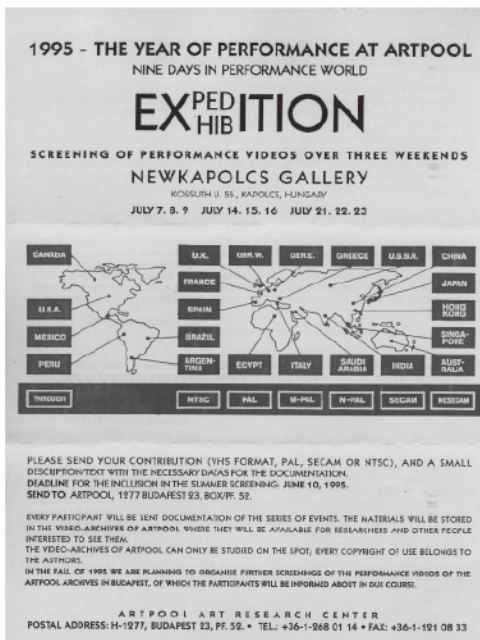 1995 - THE YEAR OF PERFORMANCE AT ARTPOOL
NINE DAYS IN PERFORMANCE WORLD
EXPED
HIBITION
SCREENING OF PERFORMANCE VIDEOS OVER THREE WEEKENDS
NEWKAPOLCS GALLERY
KOSSUTH U. 55., KAPOLCS, HUNGARY
JULY 7. 8. 9 JULY 14. 15. 16 JULY 21. 22. 23
CANADA U.K. GER.W. GER.E. GREECE U.S.S.R. CHINA
FRANCE JAPAN
U.S.A. SPAIN HONG KONG
MEXICO BRAZIL SINGA-PORE
PERU ARGEN-TINA EGYPT ITALY SAUDI ARABIA INDIA AUST-RALIA
THROUGH NTSC PAL M-PAL N-PAL SECAM MESECAM
PLEASE SEND YOUR CONTRIBUTION (VHS FORMAT, PAL, SECAM OR NTSC), AND A SMALL
DESCRIPTION/TEXT WITH THE NECESSARY DATAS FOR THE DOCUMENTATION.
DEADLINE FOR THE INCLUSION IN THE SUMMER SCREENING: JUNE 10, 1995.
SEND TO: ARTPOOL, 1277 BUDAPEST 23, BOX/PF. 52.
EVERY PARTICIPANT WILL BE SENT DOCUMENTATION OF THE SERIES OF EVENTS. THE MATERIALS WILL BE STORED
IN THE VIDEO-ARCHIVES OF ARTPOOL WHERE THEY WILL BE AVAILABLE FOR RESEARCHERS AND OTHER PEOPLE
INTERESTED TO SEE THEM.
THE VIDEO-ARCHIVES OF ARTPOOL CAN ONLY BE STUDIED ON THE SPOT; EVERY COPYRIGHT OF USE BELONGS TO
THE AUTHORS.
IN THE FALL OF 1995 WE ARE PLANNING TO ORGANISE FURTHER SCREENINGS OF THE PERFORMANCE VIDEOS OF THE
ARTPOOL ARCHIVES IN BUDAPEST, OF WHICH THE PARTICIPANTS WILL BE INFORMED ABOUT IN DUE COURSE.
ARTPOOL ART RESEARCH CENTER
POSTAL ADDRESS: H-1277, BUDAPEST 23, PF. 52. • TEL.: +36-1-268 01 14 • FAX: +36-1-121 08 33